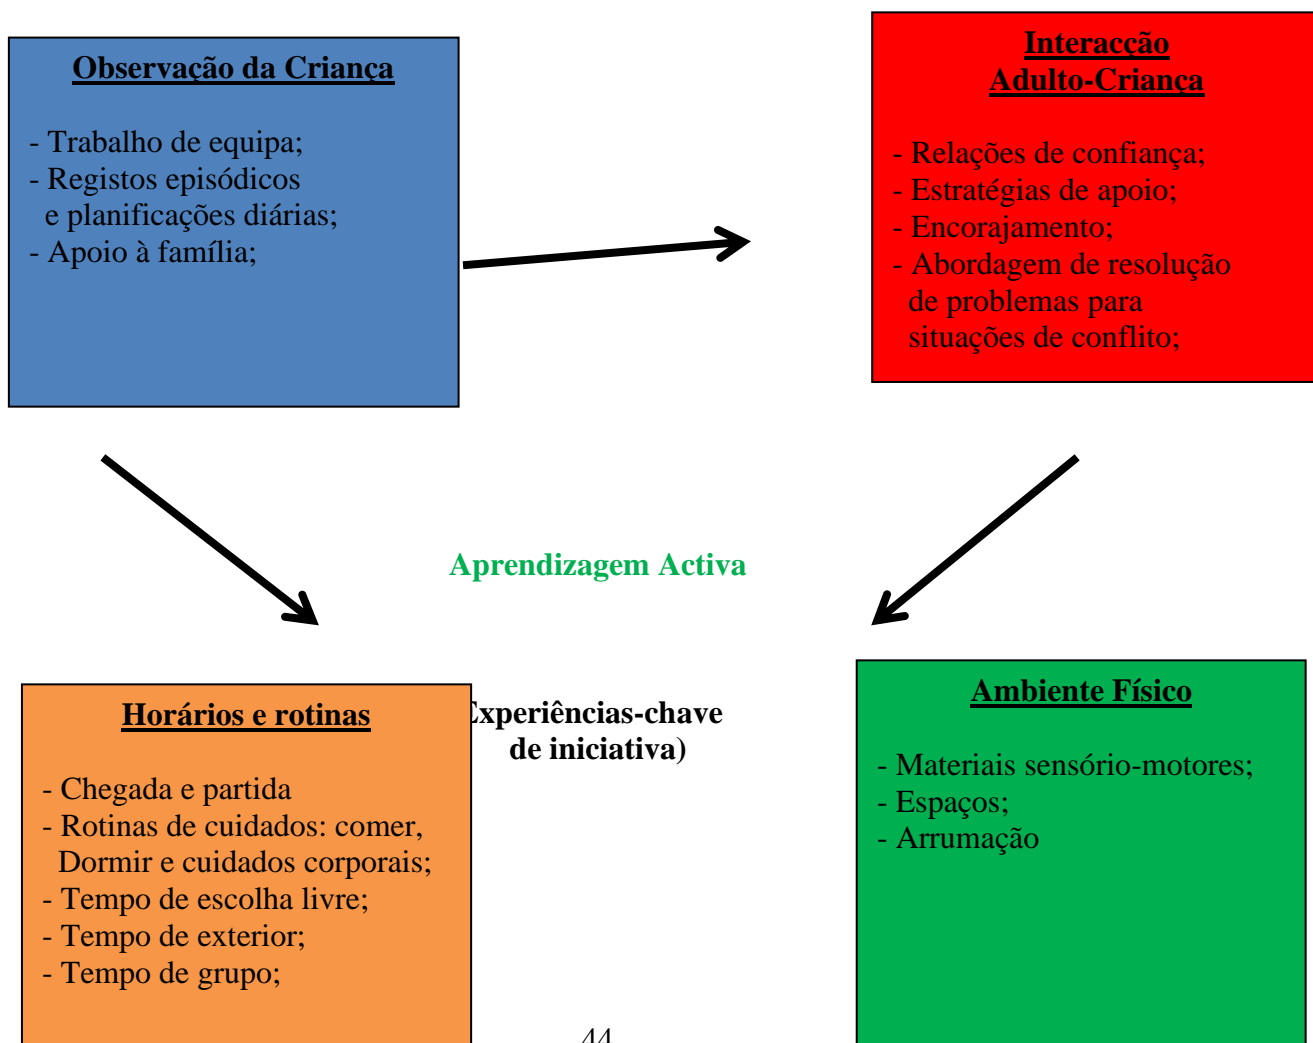 Observação da Criança
- Trabalho de equipa;
- Registos episódicos
e planificações diárias;
- Apoio à família;
Interacção
Adulto-Criança
- Relações de confiança;
- Estratégias de apoio;
- Encorajamento;
- Abordagem de resolução
de problemas para
situações de conflito;
Aprendizagem Activa
Experiências-chave
de iniciativa)
Horários e rotinas
- Chegada e partida
- Rotinas de cuidados: comer,
Dormir e cuidados corporais;
- Tempo de escolha livre;
- Tempo de exterior;
- Tempo de grupo;
Ambiente Físico
- Materiais sensório-motores;
- Espaços;
- Arrumação
44